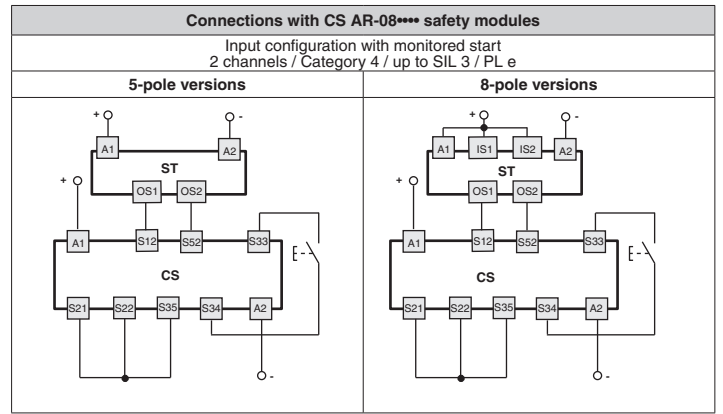 Connections with CS AR-08•••• safety modules
Input configuration with monitored start
2 channels / Category 4 / up to SIL 3 / PL e
5-pole versions
8-pole versions
+ -
A1 A2
ST
OS1 OS2
+
A1 S12 S52 S33
CS
S21 S22 S35 S34 A2
-
+ -
A1 IS1 IS2 A2
ST
OS1 OS2
+
A1 S12 S52 S33
CS
S21 S22 S35 S34 A2
-